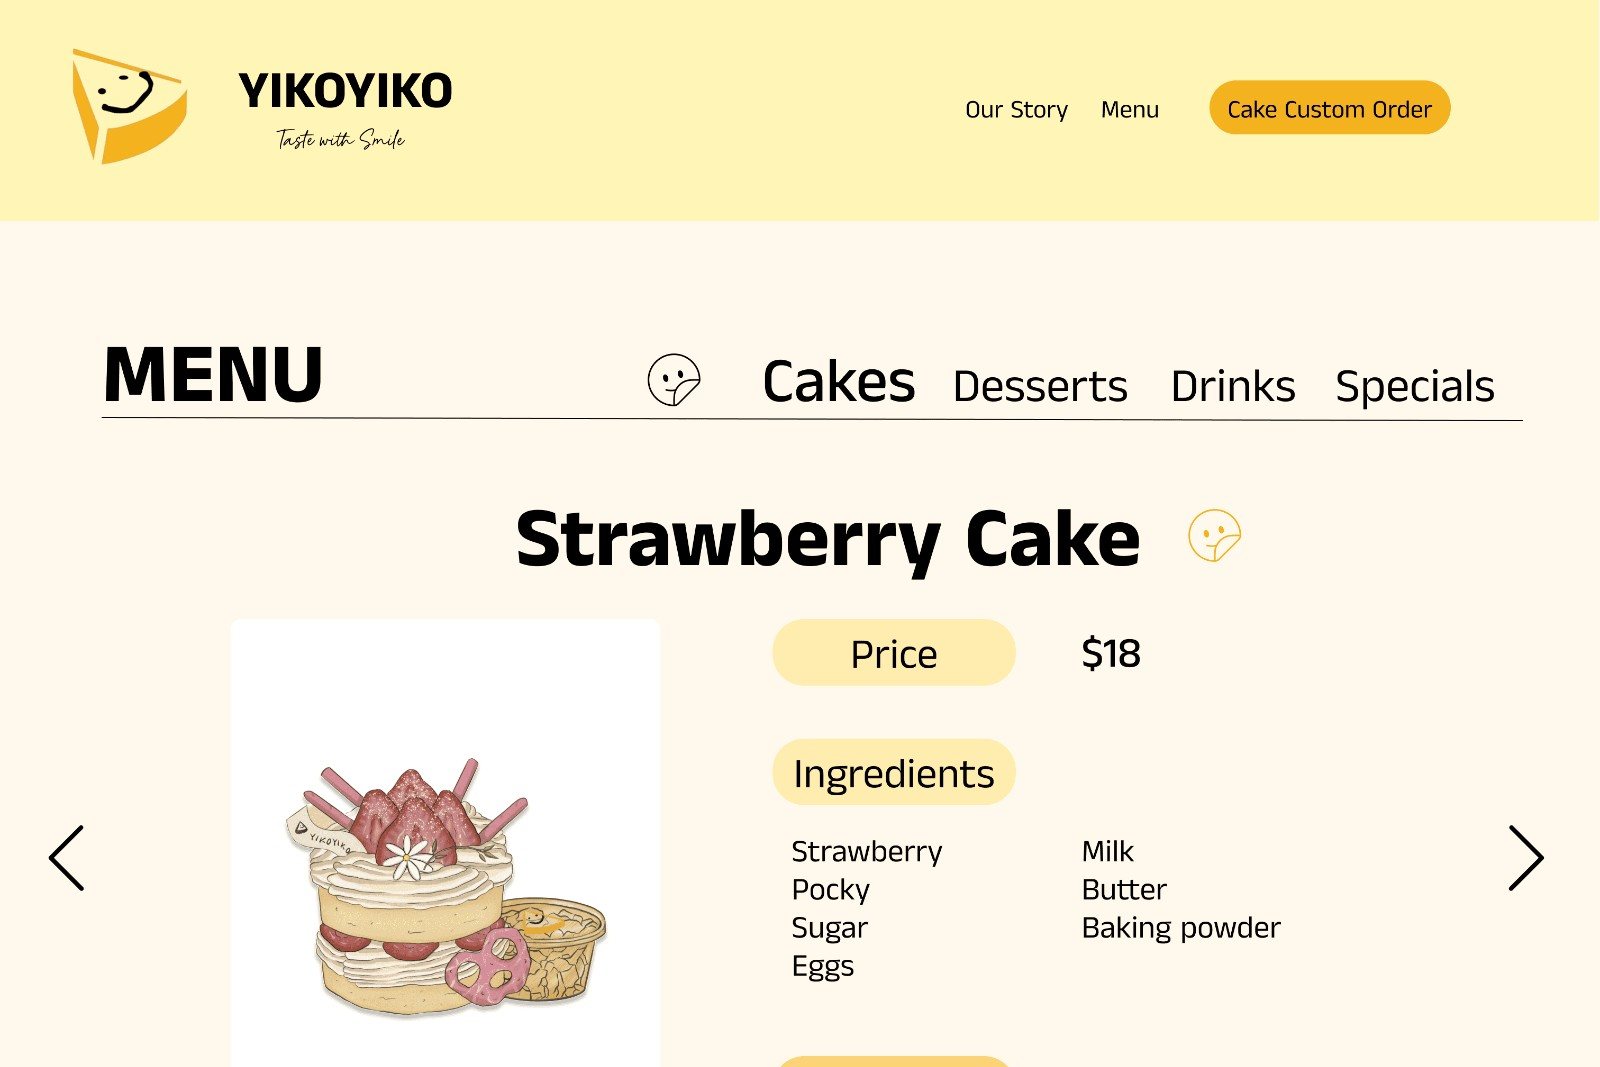 YIKOYIKO
Taste with Smile
Our Story
Menu
Cake Custom Order
MENU
Cakes
Desserts
Drinks
Specials
Strawberry Cake
Price
$18
Ingredients
Strawberry
Pocky
Sugar
Eggs
Milk
Butter
Baking powder
YIKOYIKO